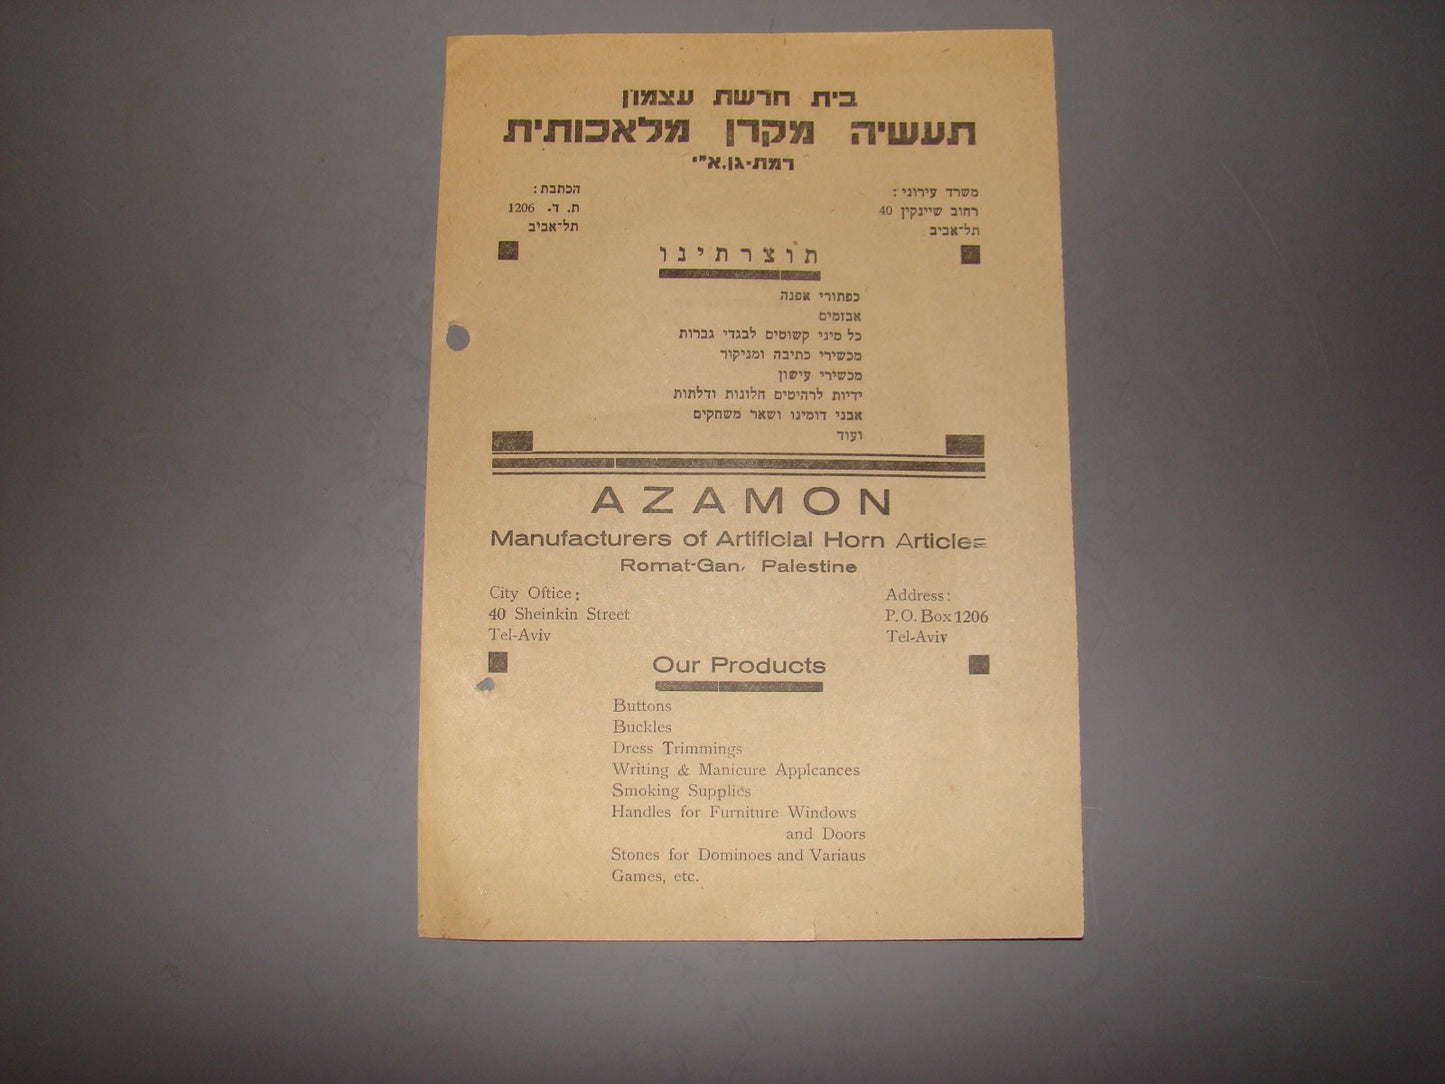 בית חרשת עצמון
תעשיה מקרן מלאכותית
רמת-גן.א"י
משרד עירוני :
רחוב שיינקין 40
תל-אביב
הכתבת :
ת. ד. 1206
תל-אביב
תוצרתינו
כפתורי אפנה
אבזמים
כל מיני קשוטים לבגדי גברות
מכשירי כתיבה ומניקור
מכשירי עישון
ידיות לרהיטים חלונות ודלתות
אבני דומינו ושאר משחקים
ועוד
AZAMON
Manufacturers of Artificial Horn Articles
Romat-Gan, Palestine
City Oftice :
40 Sheinkin Street
Tel-Aviv
Address :
P.O. Box 1206
Tel-Aviv
Our Products
Buttons
Buckles
Dress Trimmings
Writing & Manicure Applcances
Smoking Supplies
Handles for Furniture Windows
and Doors
Stones for Dominoes and Variaus
Games, etc.